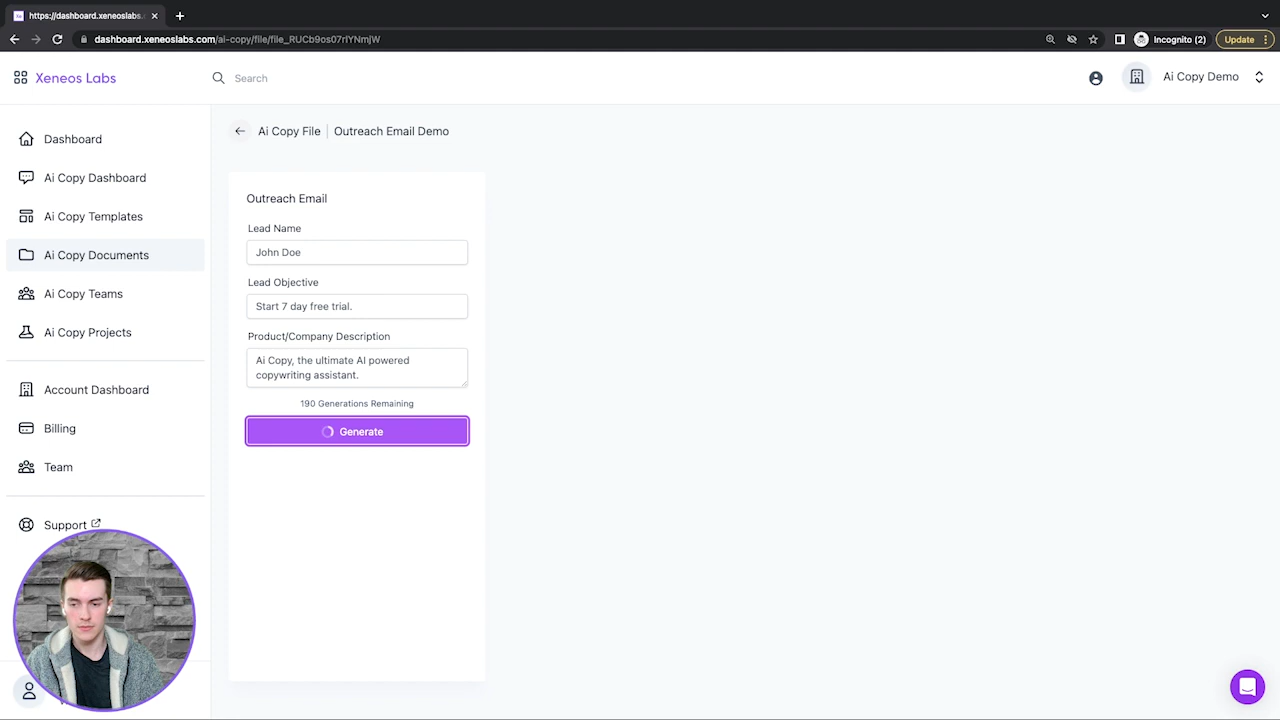 https://dashboard.xeneoslabs.
dashboard.xeneoslabs.com/ai-copy/file/file_RUCb9os07rIYNmjW
Incognito (2)
Update
Xeneos Labs
Search
Ai Copy Demo
Dashboard
Ai Copy Dashboard
Ai Copy Templates
Ai Copy Documents
Ai Copy Teams
Ai Copy Projects
Account Dashboard
Billing
Team
Support
Ai Copy File
Outreach Email Demo
Outreach Email
Lead Name
John Doe
Lead Objective
Start 7 day free trial.
Product/Company Description
Ai Copy, the ultimate AI powered
copywriting assistant.
190 Generations Remaining
Generate